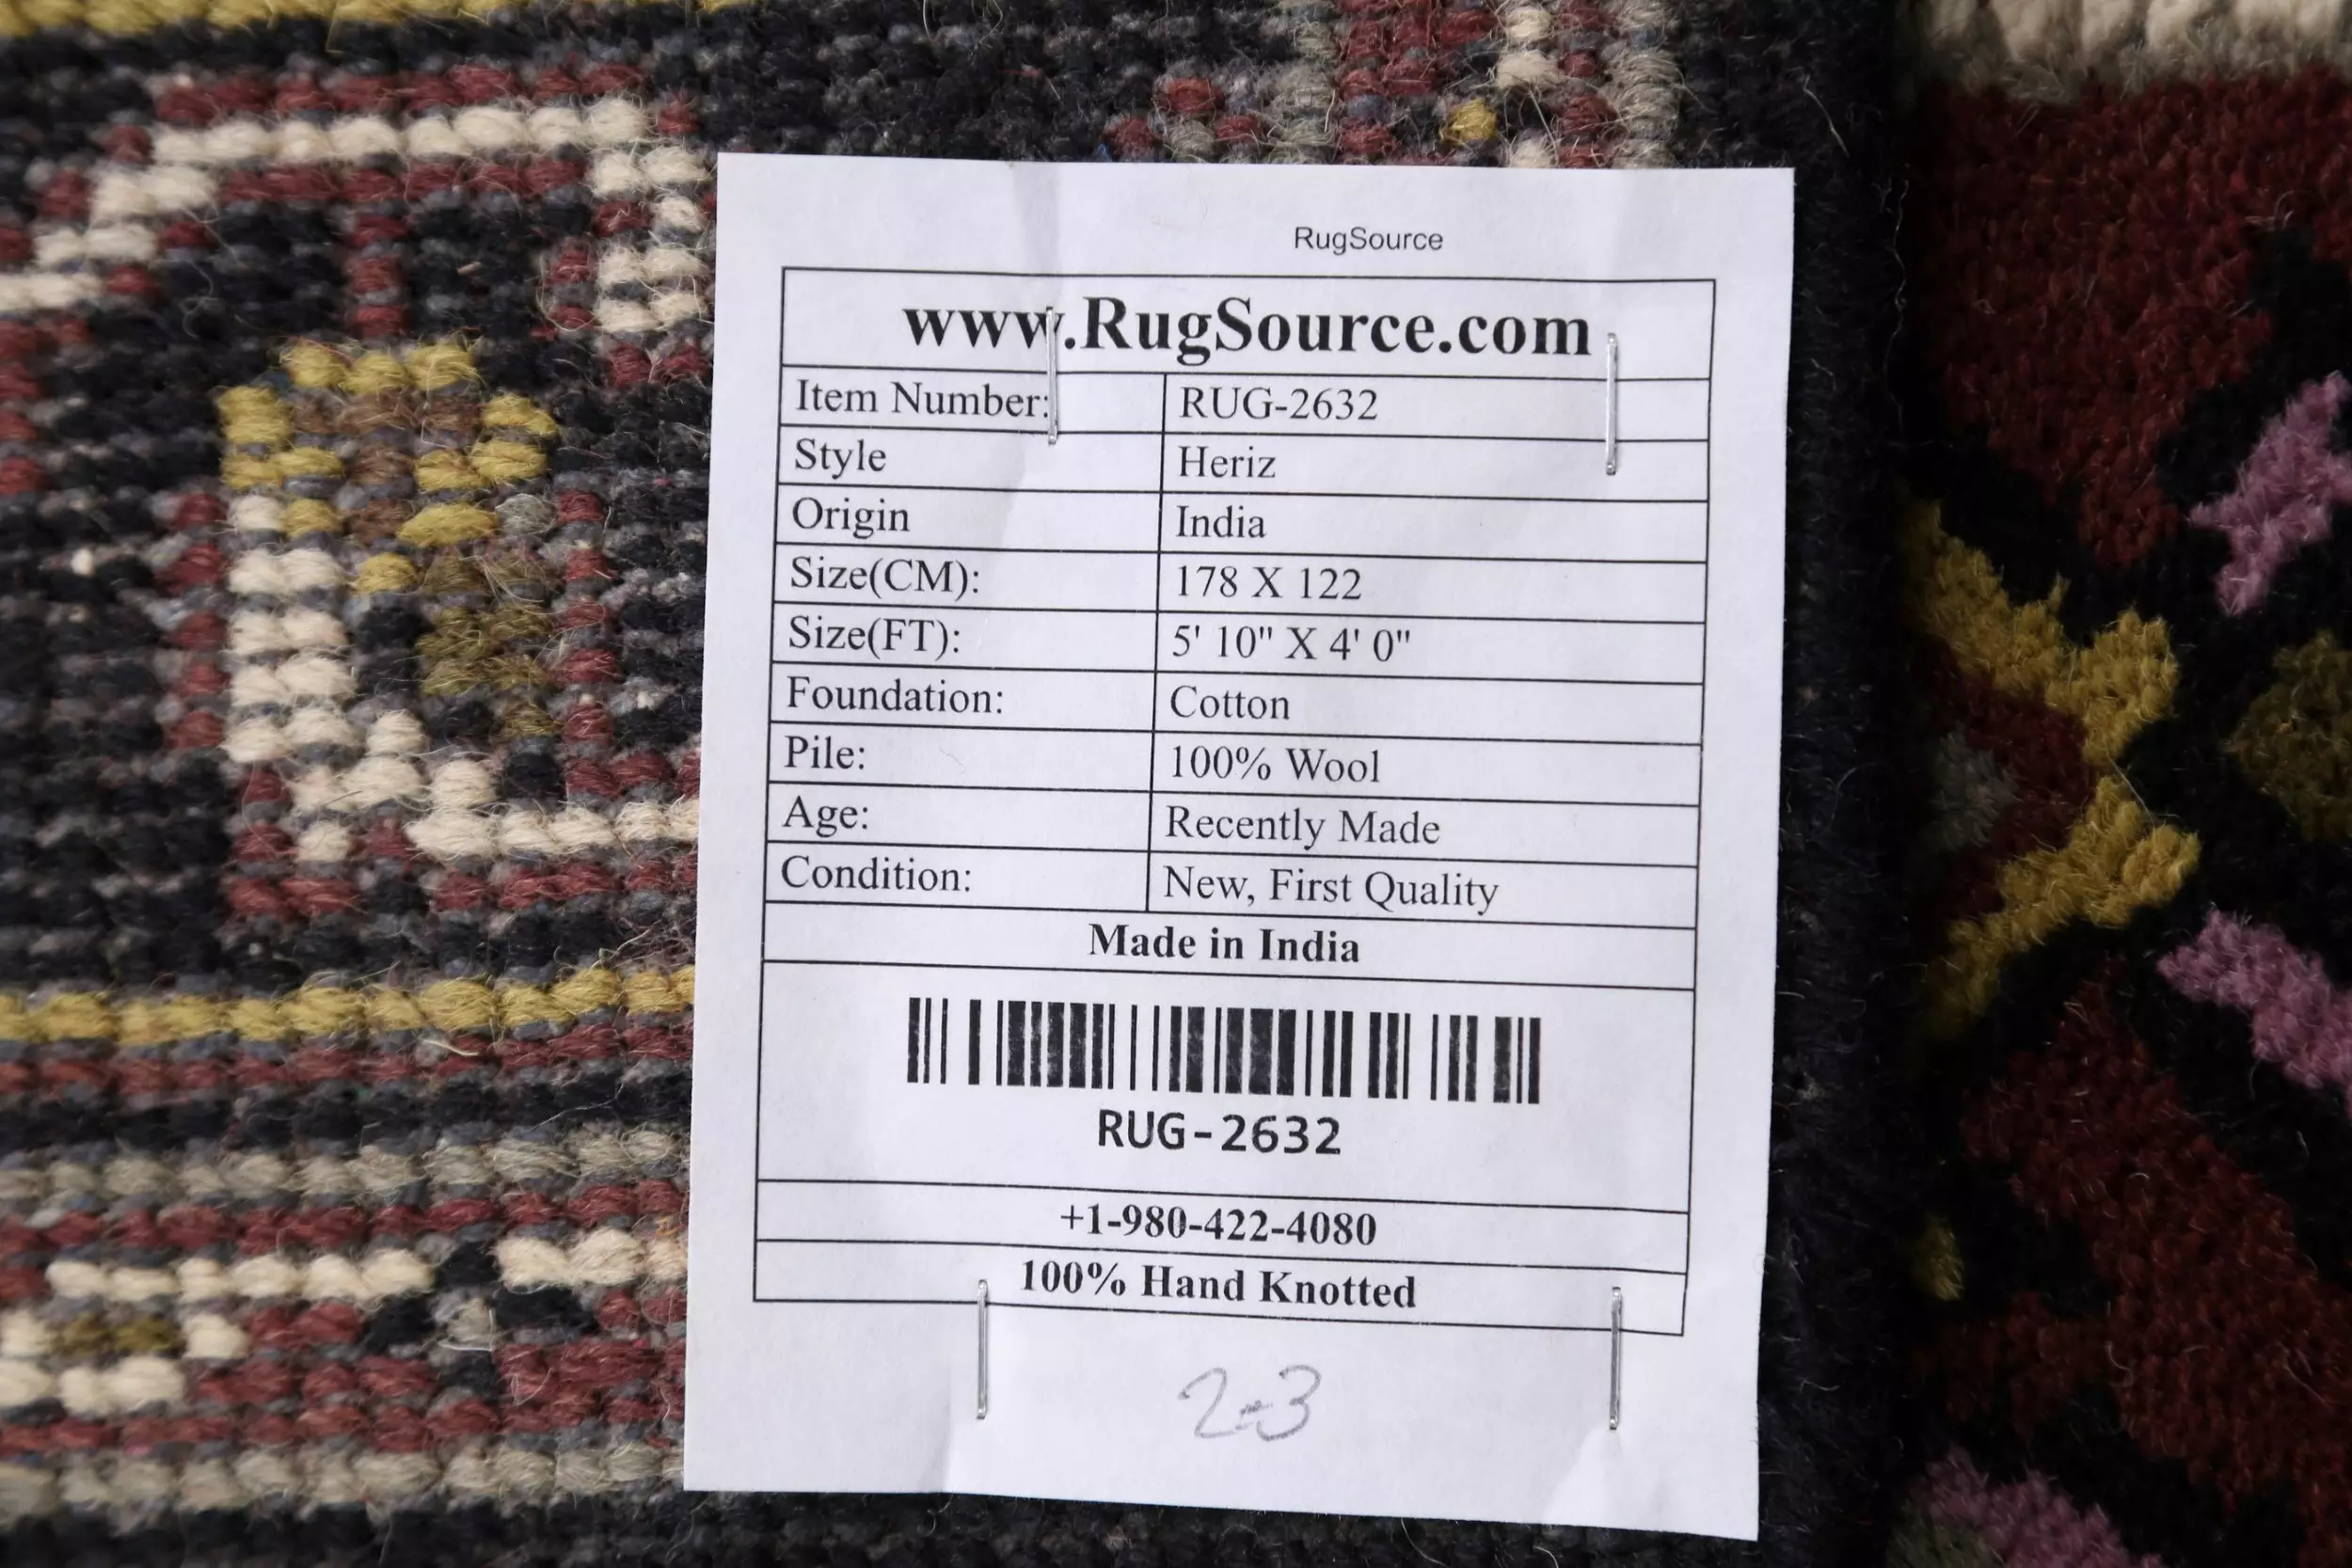 RugSource
www.RugSource.com
Item Number: RUG-2632
Style Heriz
Origin India
Size(CM): 178 X 122
Size(FT): 5' 10" X 4' 0"
Foundation: Cotton
Pile: 100% Wool
Age: Recently Made
Condition: New, First Quality
Made in India
RUG-2632
+1-980-422-4080
100% Hand Knotted
2-3